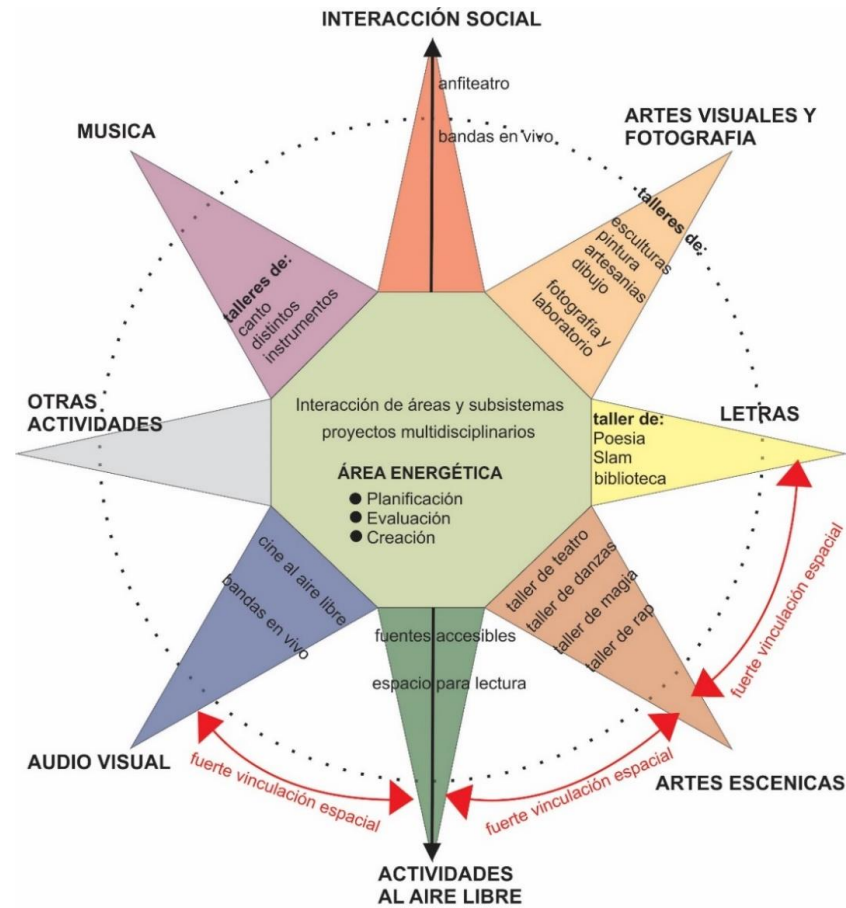 INTERACCIÓN SOCIAL
anfiteatro
bandas en vivo
MUSICA
talleres de:
canto
distintos
instrumentos
ARTES VISUALES Y
FOTOGRAFIA
talleres de:
esculturas
pintura
artesanias
dibujo
fotografía y
laboratorio
OTRAS
ACTIVIDADES
Interacción de áreas y subsistemas
proyectos multidisciplinarios
ÁREA ENERGÉTICA
● Planificación
● Evaluación
● Creación
LETRAS
taller de:
Poesia
Slam
biblioteca
fuerte vinculación espacial
cine al aire libre
bandas en vivo
AUDIO VISUAL
fuentes accesibles
espacio para lectura
taller de teatro
taller de danzas
taller de magia
taller de rap
ARTES ESCENICAS
fuerte vinculación espacial
fuerte vinculación espacial
ACTIVIDADES
AL AIRE LIBRE